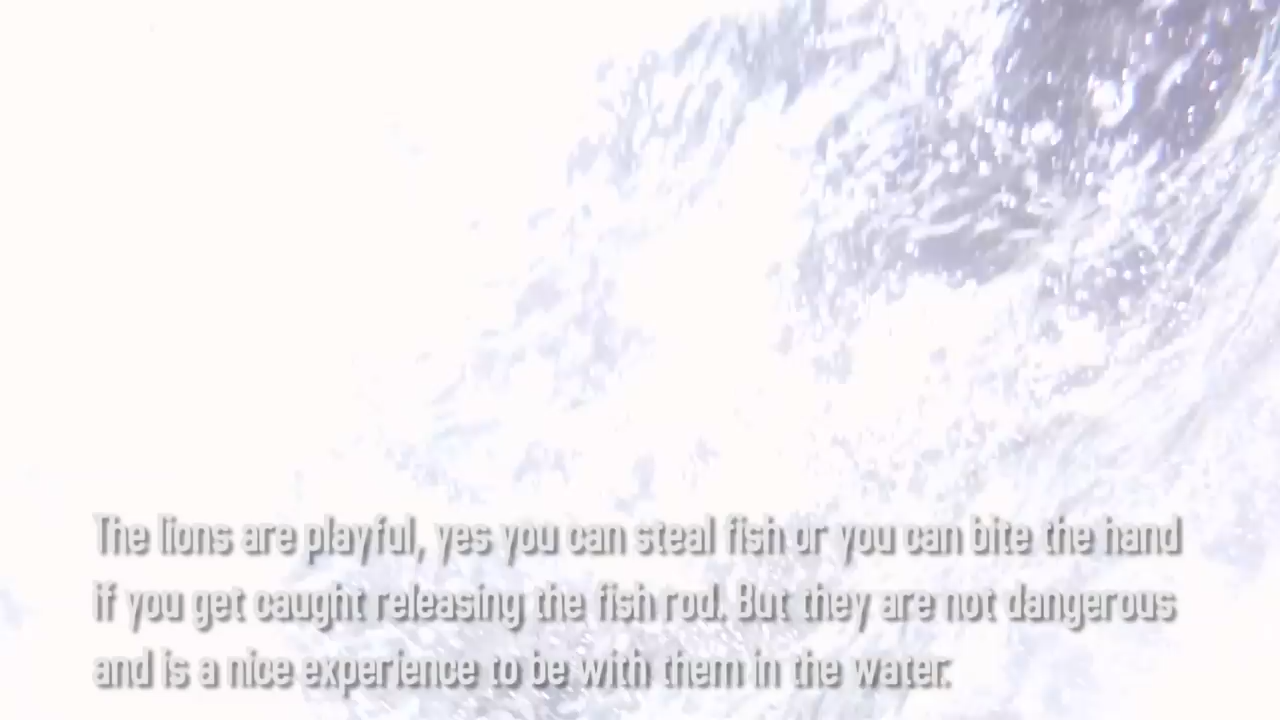 The lions are playful, yes you can steal fish or you can bite the hand
if you get caught releasing the fish rod. But they are not dangerous
and is a nice experience to be with them in the water.